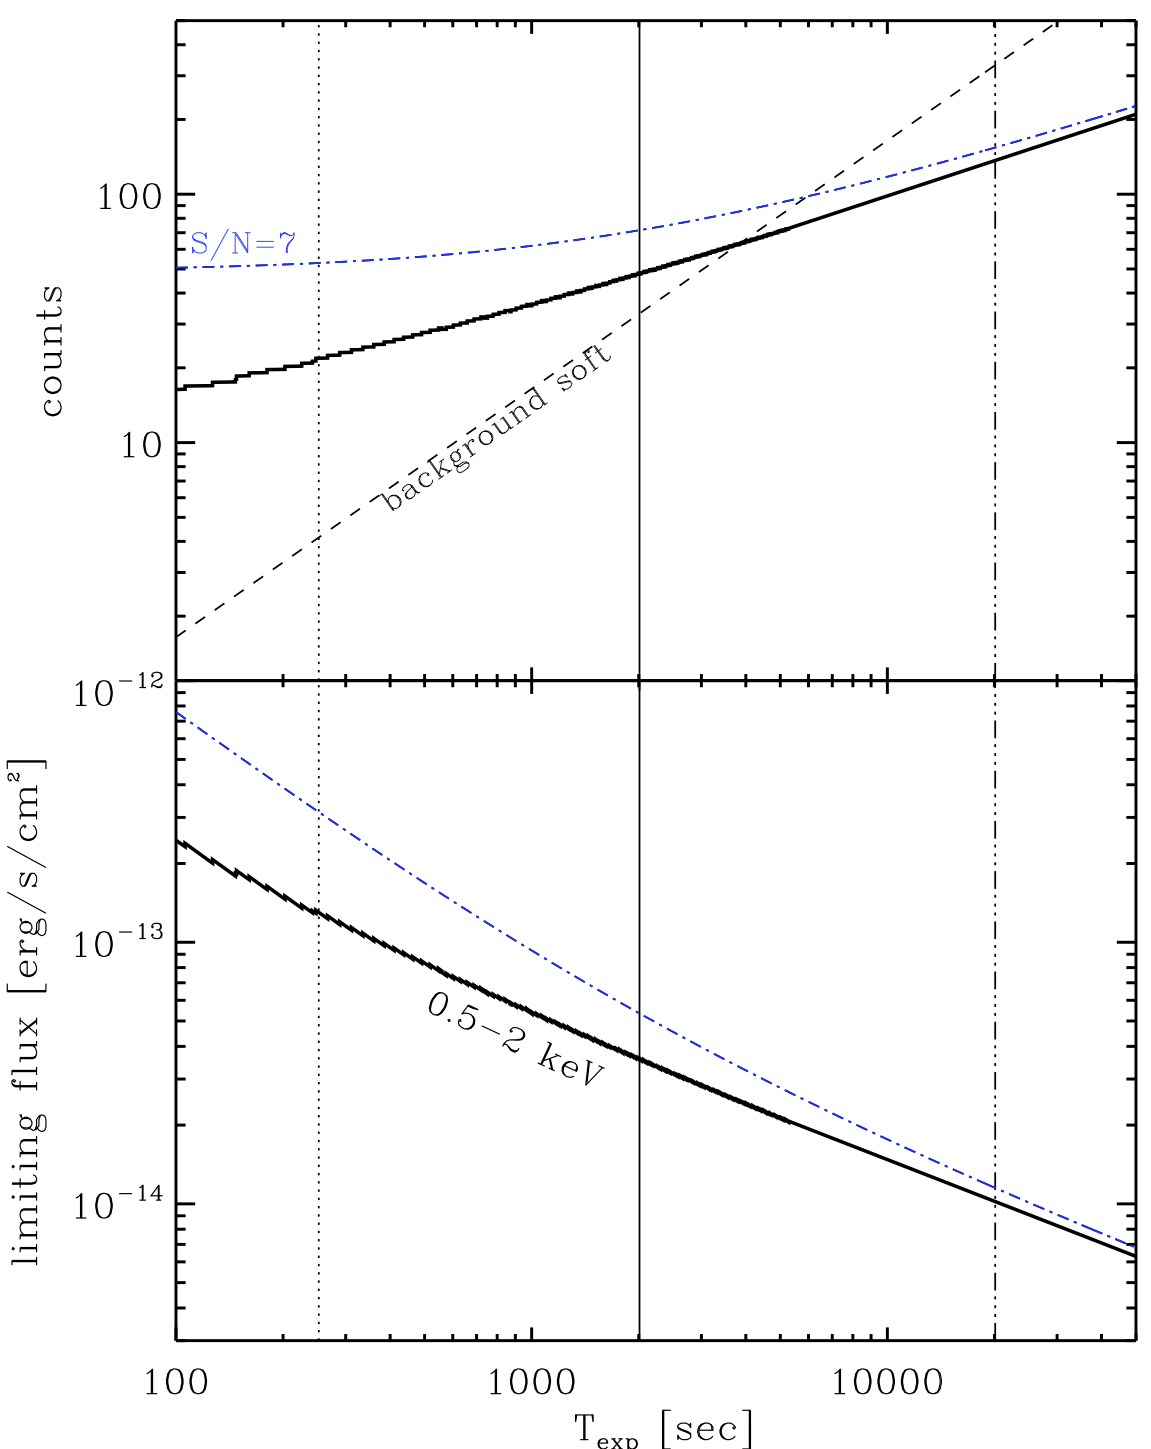 100
S/N=7
counts
background soft
10
10⁻¹²
limiting flux [erg/s/cm²]
10⁻¹³
0.5−2 keV
10⁻¹⁴
100 1000 10000
T_exp [sec]